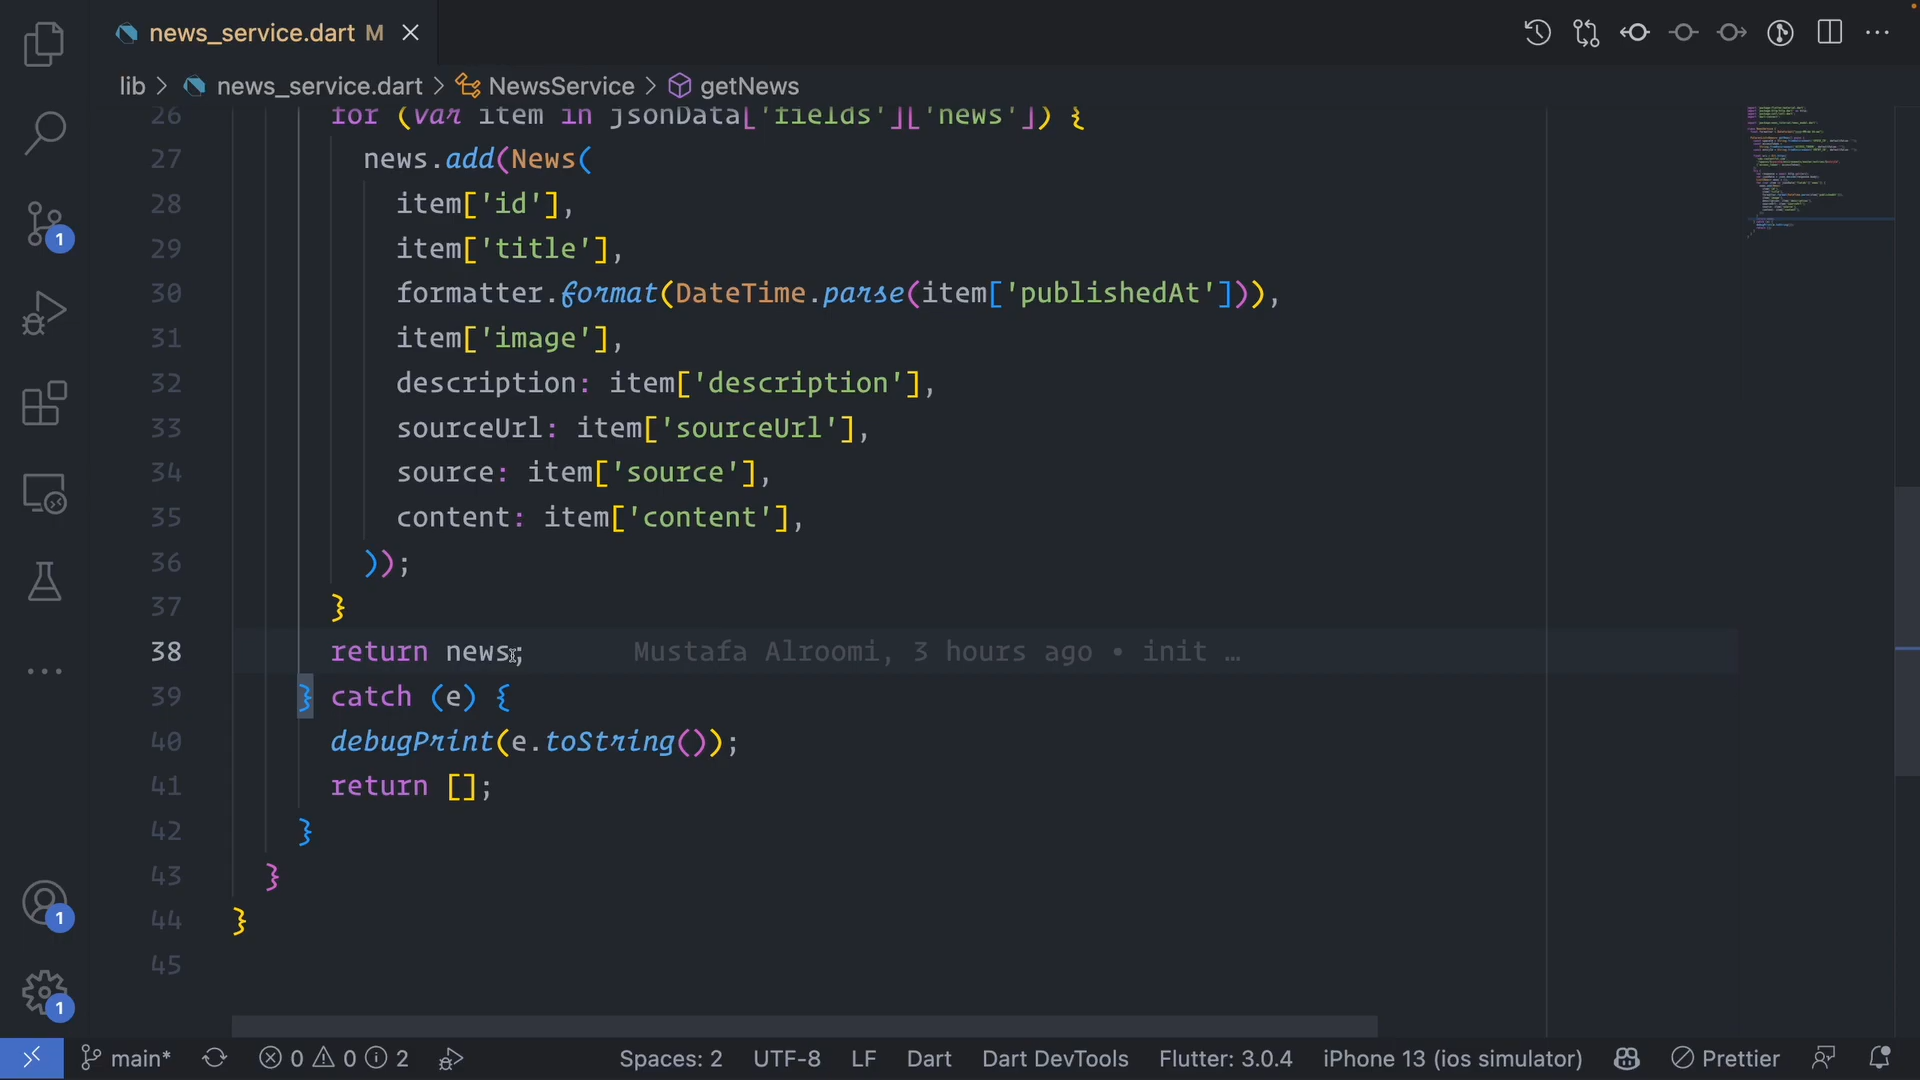 news_service.dart M
lib > news_service.dart > NewsService > getNews
26 for (var item in jsonData['fields']['news']) {
27 news.add(News(
28 item['id'],
29 item['title'],
30 formatter.format(DateTime.parse(item['publishedAt'])),
31 item['image'],
32 description: item['description'],
33 sourceUrl: item['sourceUrl'],
34 source: item['source'],
35 content: item['content'],
36 ));
37 }
38 return news; Mustafa Alroomi, 3 hours ago • init …
39 } catch (e) {
40 debugPrint(e.toString());
41 return [];
42 }
43 }
44 }
45
1
1
1
main* 0 0 2 Spaces: 2 UTF-8 LF Dart Dart DevTools Flutter: 3.0.4 iPhone 13 (ios simulator) Prettier